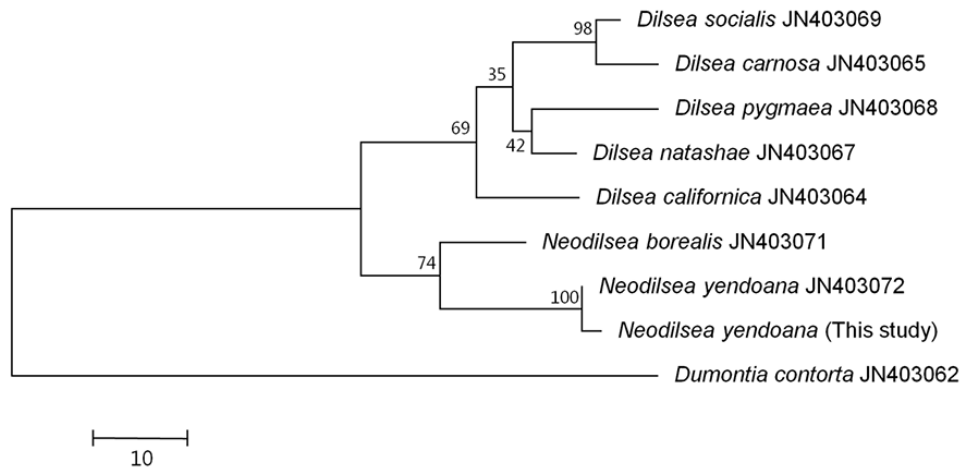 Dilsea socialis JN403069
98
Dilsea carnosa JN403065
35
Dilsea pygmaea JN403068
69
42
Dilsea natashae JN403067
Dilsea californica JN403064
Neodilsea borealis JN403071
74
Neodilsea yendoana JN403072
100
Neodilsea yendoana (This study)
Dumontia contorta JN403062
10